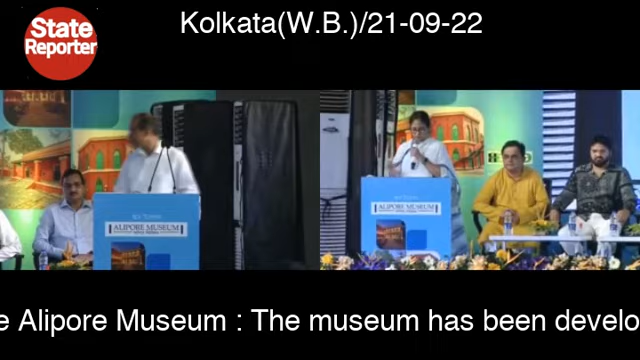 State
Reporter
Kolkata(W.B.)/21-09-22
ALIPORE MUSEUM
ALIPORE MUSEUM
e Alipore Museum : The museum has been develo